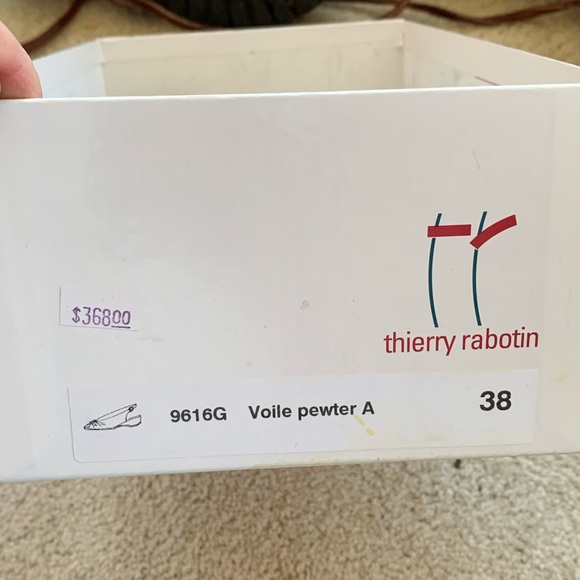 $36800
thierry rabotin
9616G Voile pewter A 38